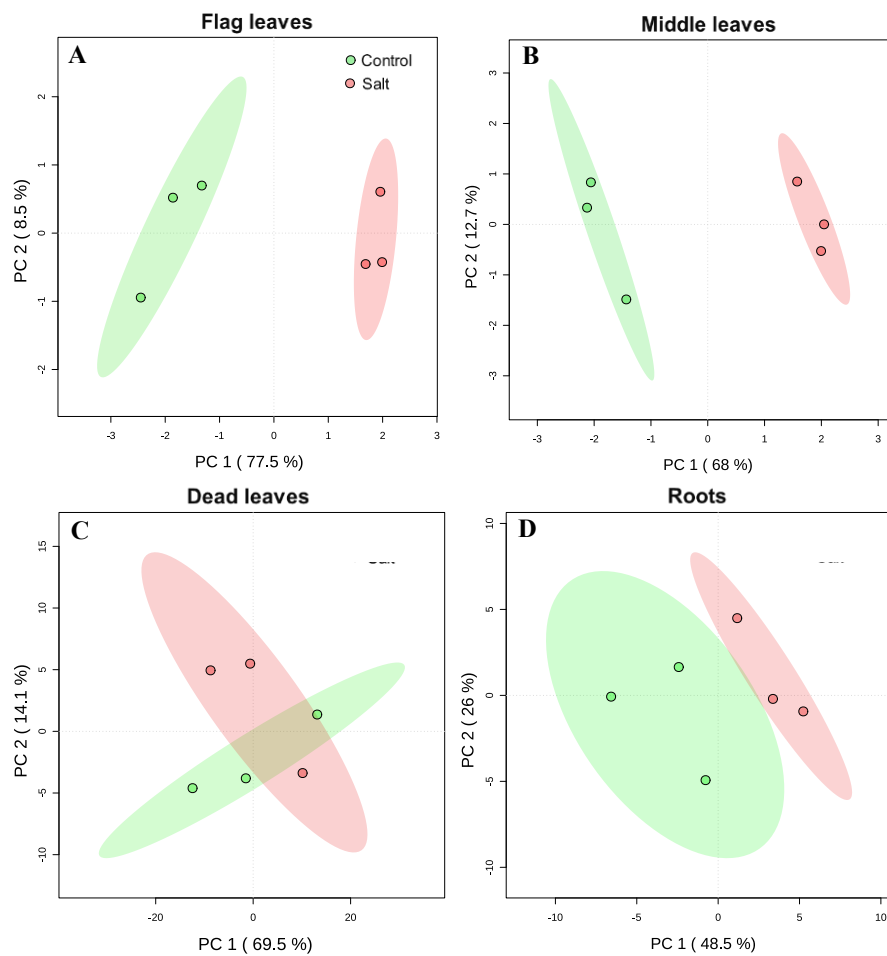 Flag leaves
A
Control
Salt
2
1
0
-1
-2
PC 2 ( 8.5 %)
-3
-2
-1
0
1
2
3
PC 1 ( 77.5 %)
Middle leaves
B
3
2
1
0
-1
-2
-3
PC 2 ( 12.7 %)
-3
-2
-1
0
1
2
3
PC 1 ( 68 %)
Dead leaves
C
15
10
5
0
-5
-10
PC 2 ( 14.1 %)
-20
0
20
PC 1 ( 69.5 %)
Roots
D
10
5
0
-5
-10
PC 2 ( 26 %)
-10
-5
0
5
10
PC 1 ( 48.5 %)